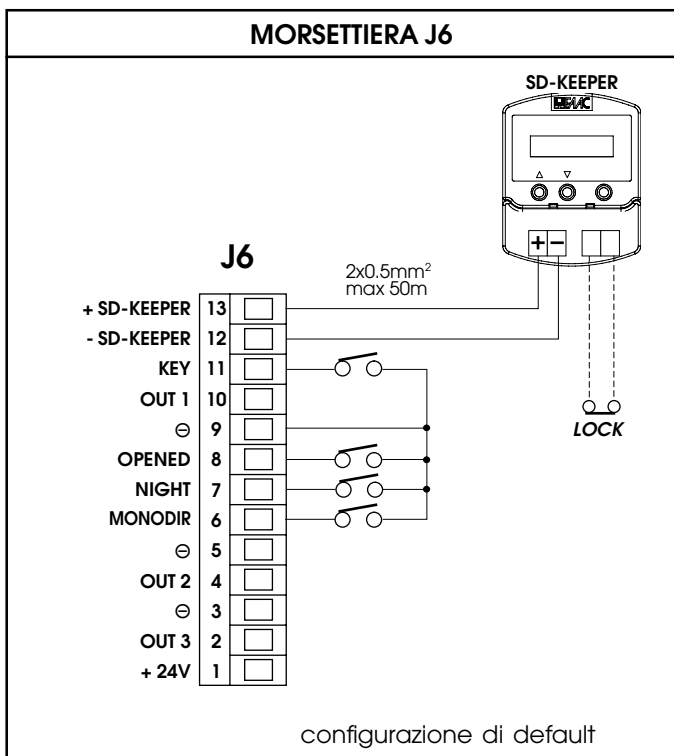 MORSETTIERA J6
SD-KEEPER
FAAC
+ −
J6
2x0.5mm²
max 50m
+ SD-KEEPER 13
- SD-KEEPER 12
KEY 11
OUT 1 10
⊖ 9
OPENED 8
NIGHT 7
MONODIR 6
⊖ 5
OUT 2 4
⊖ 3
OUT 3 2
+ 24V 1
LOCK
configurazione di default